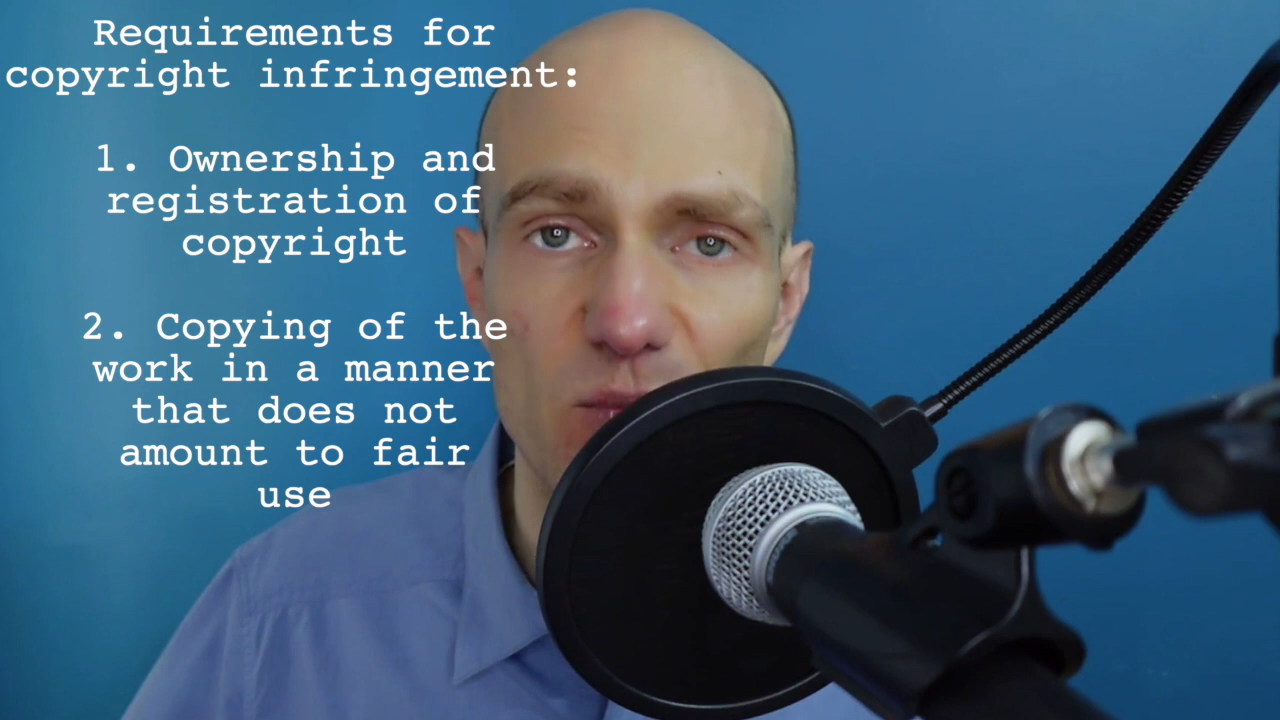 Requirements for
copyright infringement:
1. Ownership and
registration of
copyright
2. Copying of the
work in a manner
that does not
amount to fair
use